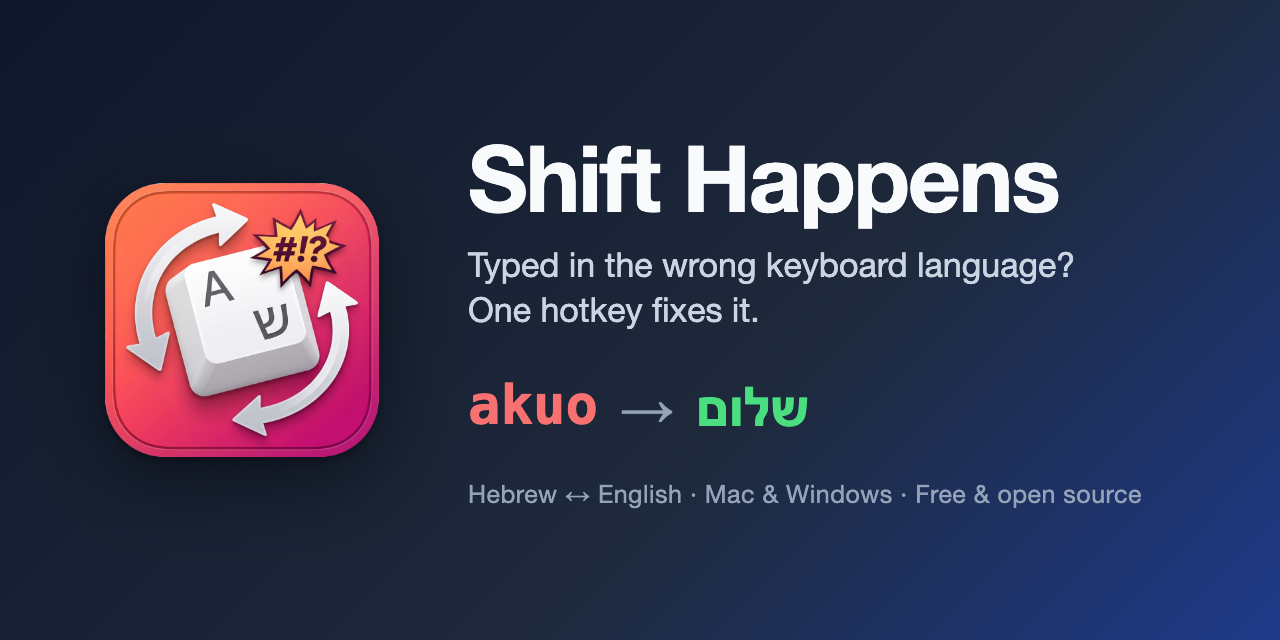 A
ש
#!?
Shift Happens
Typed in the wrong keyboard language?
One hotkey fixes it.
akuo → שלום
Hebrew ↔ English · Mac & Windows · Free & open source